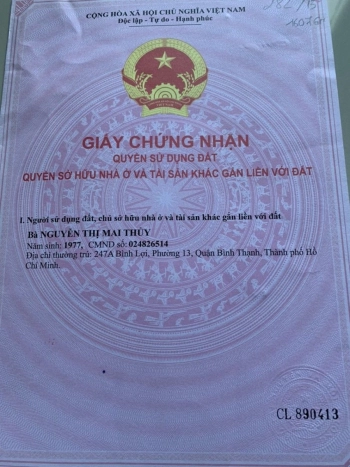 CỘNG HÒA XÃ HỘI CHỦ NGHĨA VIỆT NAM
Độc lập - Tự do - Hạnh phúc
GIẤY CHỨNG NHẬN
QUYỀN SỬ DỤNG ĐẤT
QUYỀN SỞ HỮU NHÀ Ở VÀ TÀI SẢN KHÁC GẮN LIỀN VỚI ĐẤT
I. Người sử dụng đất, chủ sở hữu nhà ở và tài sản khác gắn liền với đất
Bà NGUYỄN THỊ MAI THÙY
Năm sinh: 1977, CMND số: 024826514
Địa chỉ thường trú: 247A Bình Lợi, Phường 13, Quận Bình Thạnh, Thành phố Hồ
Chí Minh.
CL 890413